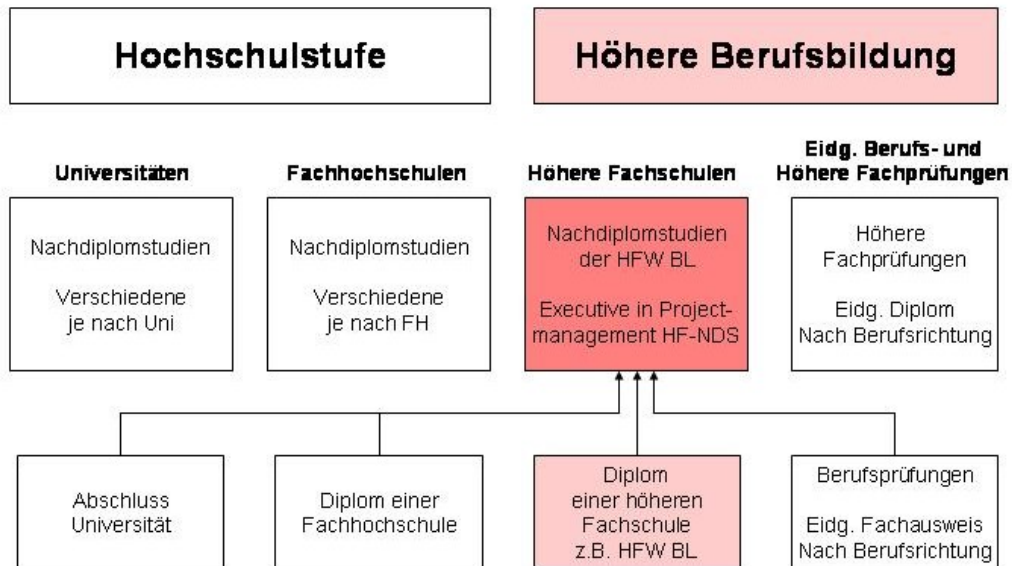 Hochschulstufe
Höhere Berufsbildung
Universitäten
Fachhochschulen
Höhere Fachschulen
Eidg. Berufs- und
Höhere Fachprüfungen
Nachdiplomstudien
Verschiedene
je nach Uni
Nachdiplomstudien
Verschiedene
je nach FH
Nachdiplomstudien
der HFW BL
Executive in Project-
management HF-NDS
Höhere
Fachprüfungen
Eidg. Diplom
Nach Berufsrichtung
Abschluss
Universität
Diplom einer
Fachhochschule
Diplom
einer höheren
Fachschule
z.B. HFW BL
Berufsprüfungen
Eidg. Fachausweis
Nach Berufsrichtung